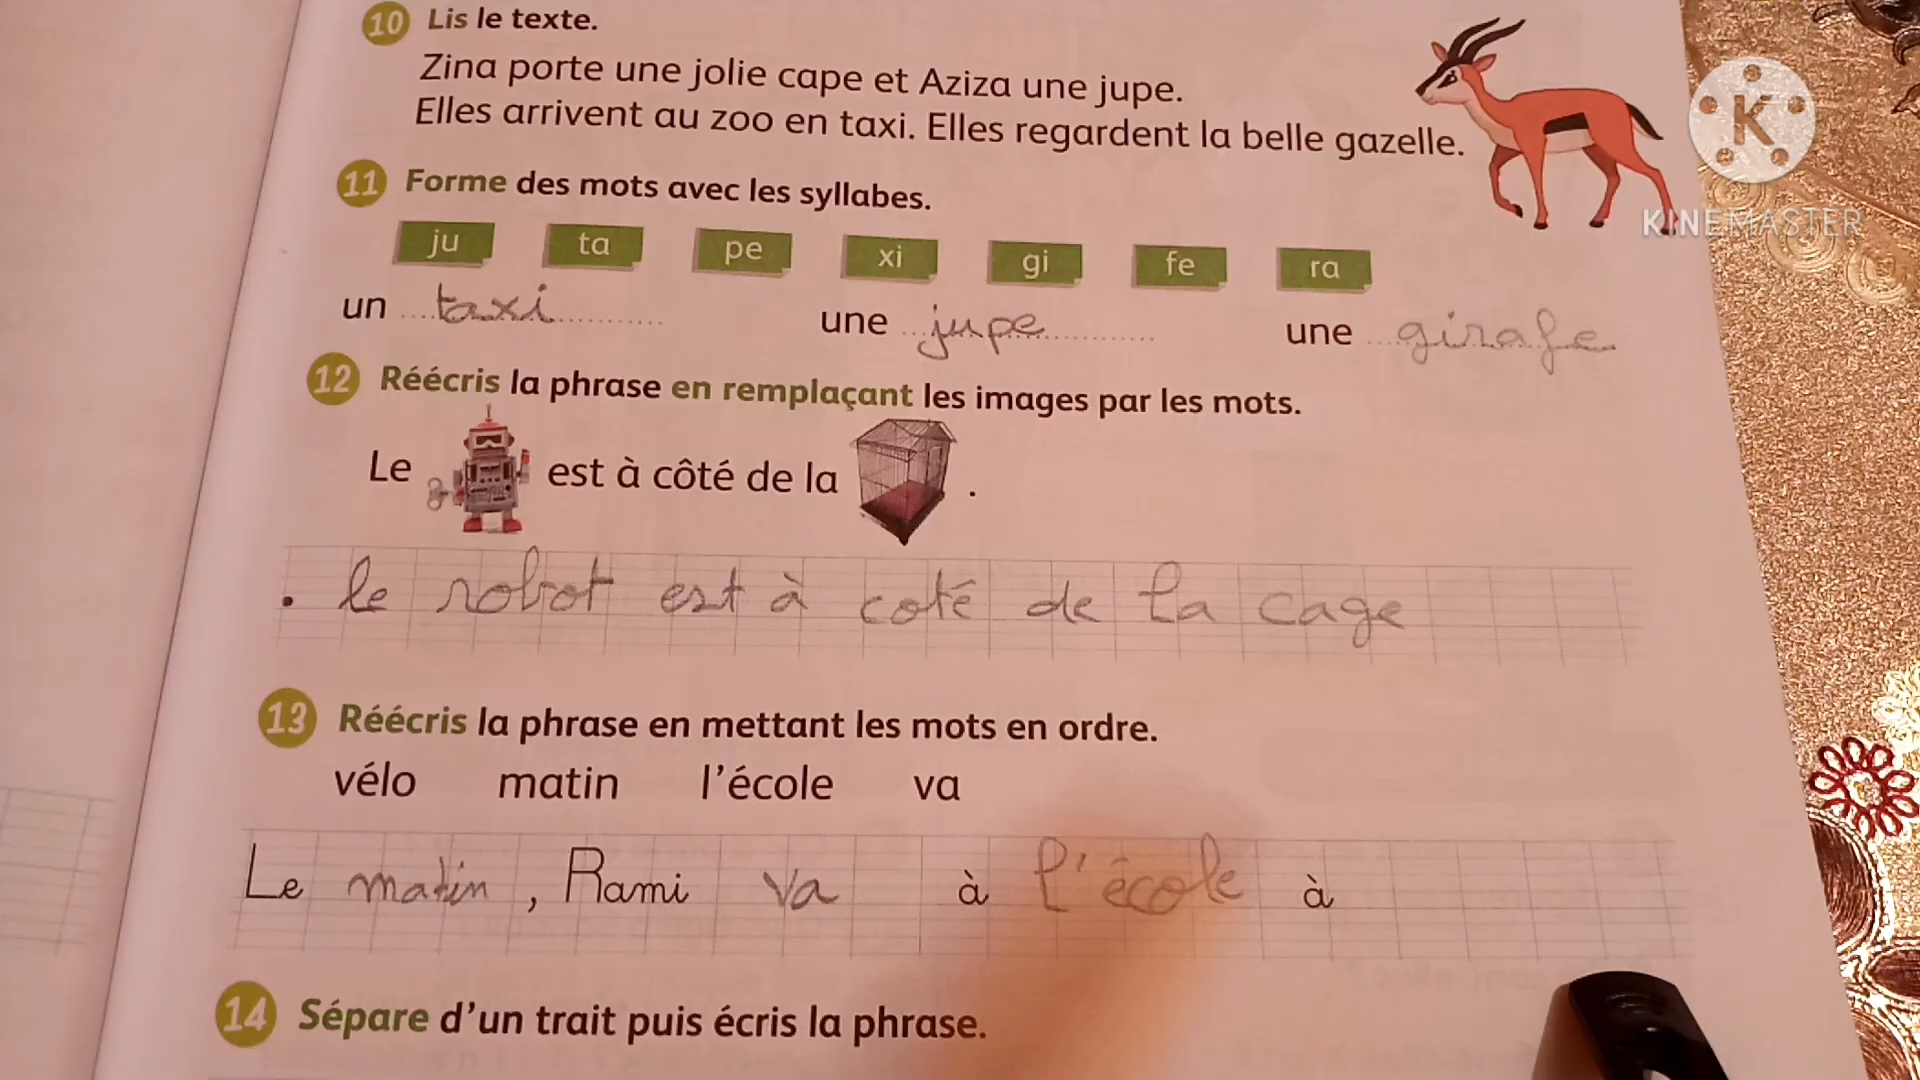 10 Lis le texte.
Zina porte une jolie cape et Aziza une jupe.
Elles arrivent au zoo en taxi. Elles regardent la belle gazelle.
K
KINEMASTER
11 Forme des mots avec les syllabes.
ju ta pe xi gi fe ra
un ....taxi............ une ...jupe............ une ....girafe
12 Réécris la phrase en remplaçant les images par les mots.
Le est à côté de la .
. le robot est à coté de la cage
13 Réécris la phrase en mettant les mots en ordre.
vélo matin l'école va
Le matin , Rami va à l'école à
14 Sépare d'un trait puis écris la phrase.